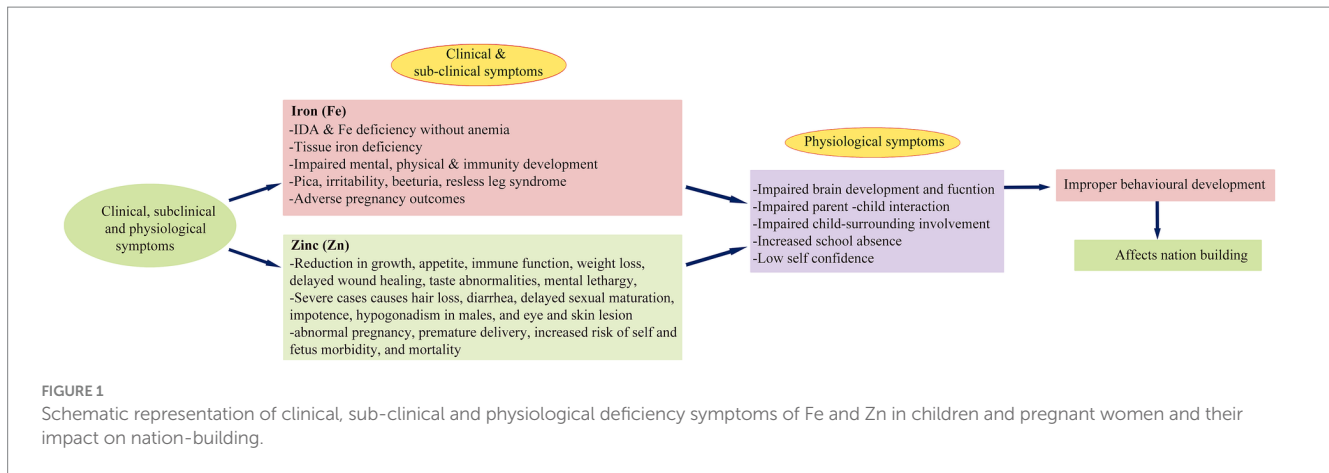 Clinical &
sub-clinical symptoms
Iron (Fe)
-IDA & Fe deficiency without anemia
-Tissue iron deficiency
-Impaired mental, physical & immunity development
-Pica, irritability, beeturia, resless leg syndrome
-Adverse pregnancy outcomes
Clinical, subclinical
and physiological
symptoms
Zinc (Zn)
-Reduction in growth, appetite, immune function, weight loss,
delayed wound healing, taste abnormalities, mental lethargy,
-Severe cases causes hair loss, diarrhea, delayed sexual maturation,
impotence, hypogonadism in males, and eye and skin lesion
-abnormal pregnancy, premature delivery, increased risk of self and
fetus morbidity, and mortality
Physiological symptoms
-Impaired brain development and fucntion
-Impaired parent -child interaction
-Impaired child-surrounding involvement
-Increased school absence
-Low self confidence
Improper behavioural development
Affects nation building
FIGURE 1
Schematic representation of clinical, sub-clinical and physiological deficiency symptoms of Fe and Zn in children and pregnant women and their
impact on nation-building.